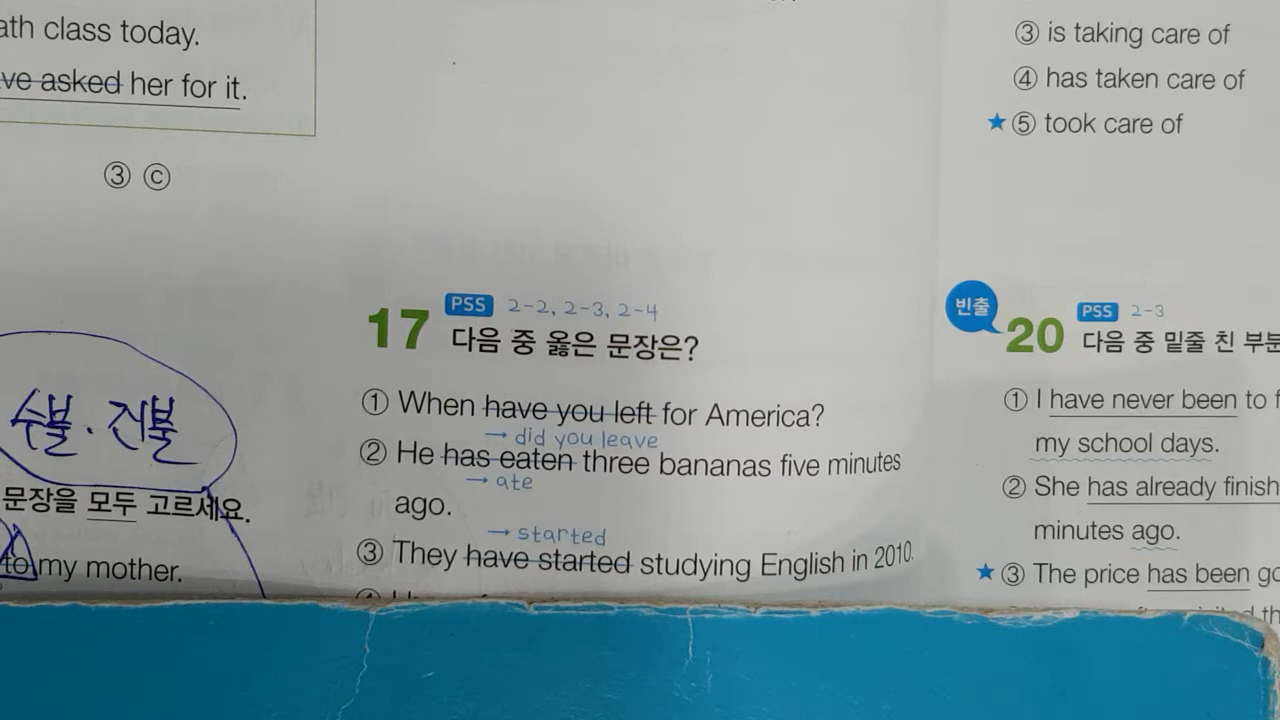 ath class today.
ve asked her for it.
③ ⓒ
수불·간불
문장을 모두 고르세요.
to my mother.
17 PSS 2-2, 2-3, 2-4
다음 중 옳은 문장은?
① When have you left for America?
→ did you leave
② He has eaten three bananas five minutes
→ ate
ago.
→ started
③ They have started studying English in 2010.
③ is taking care of
④ has taken care of
★ ⑤ took care of
빈출
20 PSS 2-3
다음 중 밑줄 친 부분
① I have never been to f
my school days.
② She has already finish
minutes ago.
★ ③ The price has been go